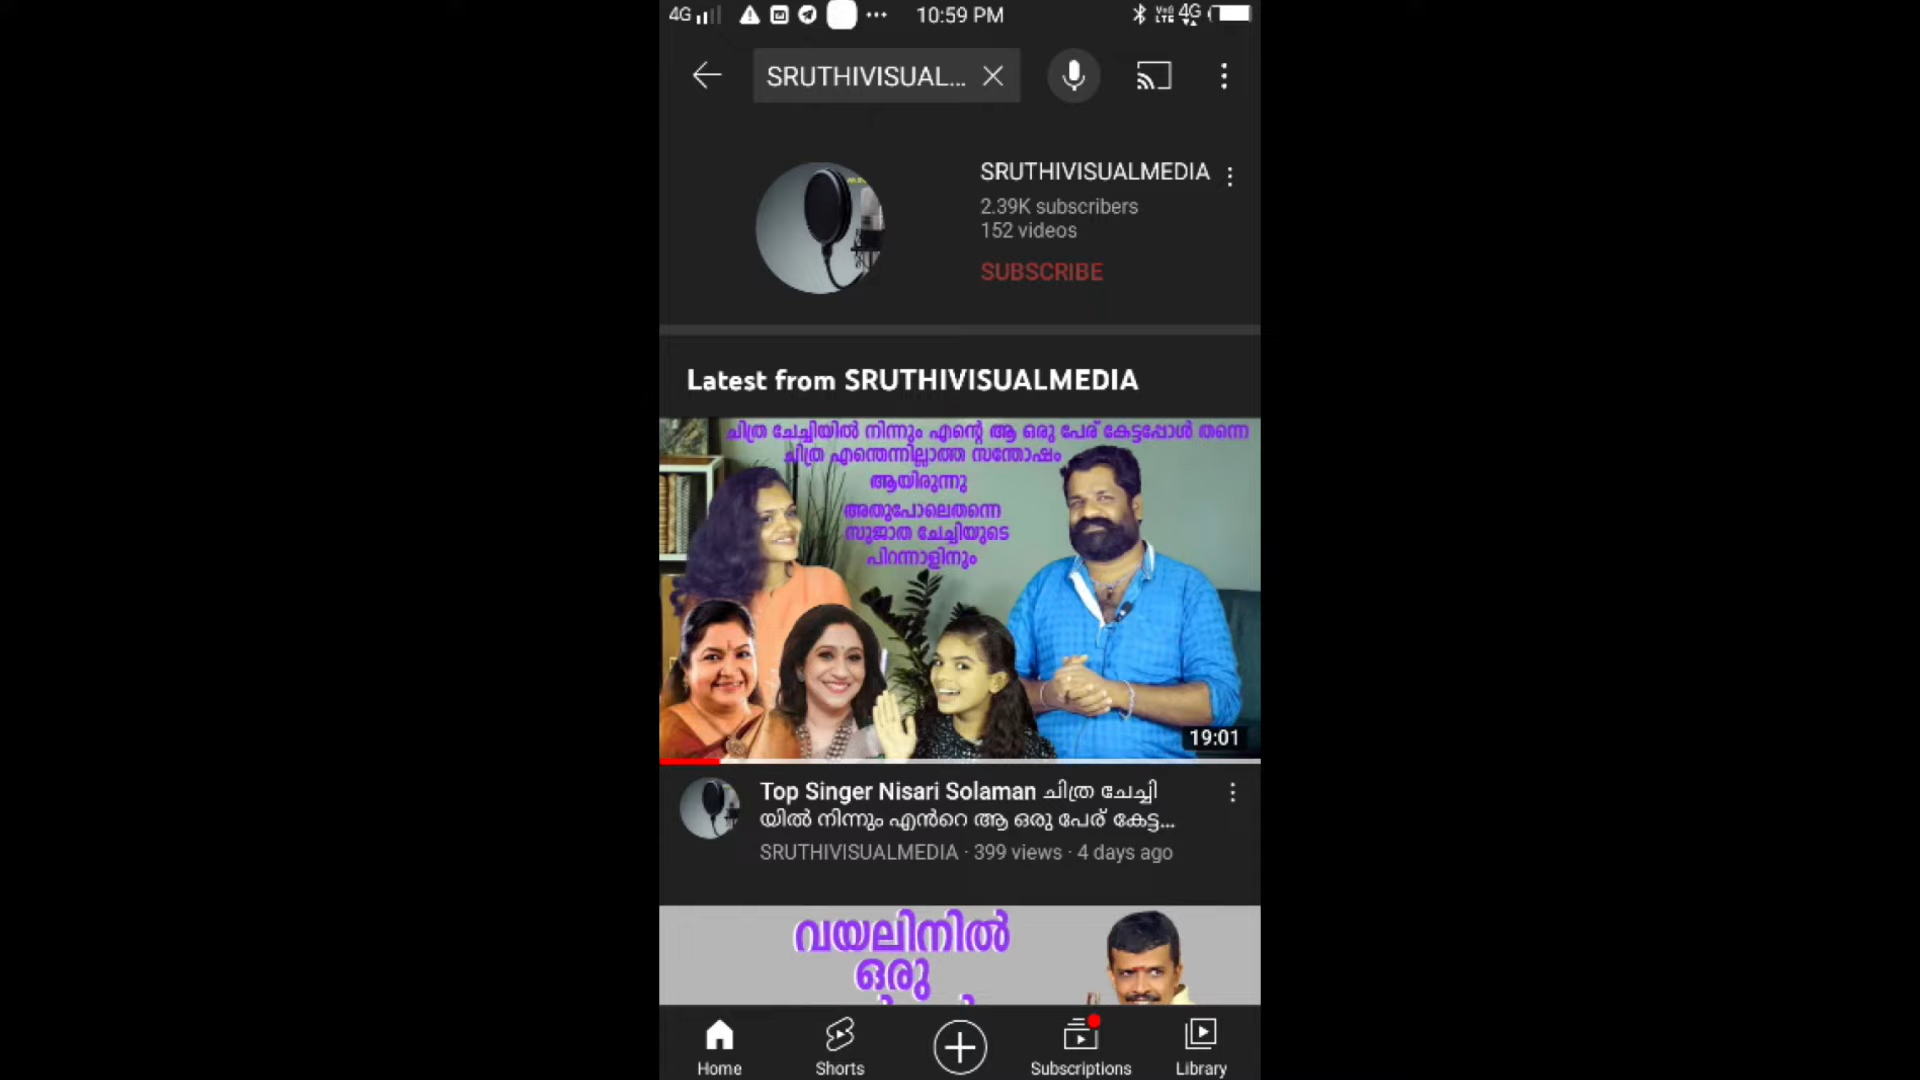 4G 10:59 PM 4G
SRUTHIVISUAL...
SRUTHIVISUALMEDIA
2.39K subscribers
152 videos
SUBSCRIBE
Latest from SRUTHIVISUALMEDIA
ചിത്ര ചേച്ചിയിൽ നിന്നും എന്റെ ആ ഒരു പേര് കേട്ടപ്പോൾ തന്നെ
ചിത്ര എന്തെന്നില്ലാത്ത സന്തോഷം
ആയിരുന്നു
അതുപോലെതന്നെ
സുജാത ചേച്ചിയുടെ
പിറന്നാളിനും
19:01
Top Singer Nisari Solaman ചിത്ര ചേച്ചി
യിൽ നിന്നും എൻറെ ആ ഒരു പേര് കേട്ട...
SRUTHIVISUALMEDIA · 399 views · 4 days ago
വയലിനിൽ
ഒരു
Home
Shorts
Subscriptions
Library